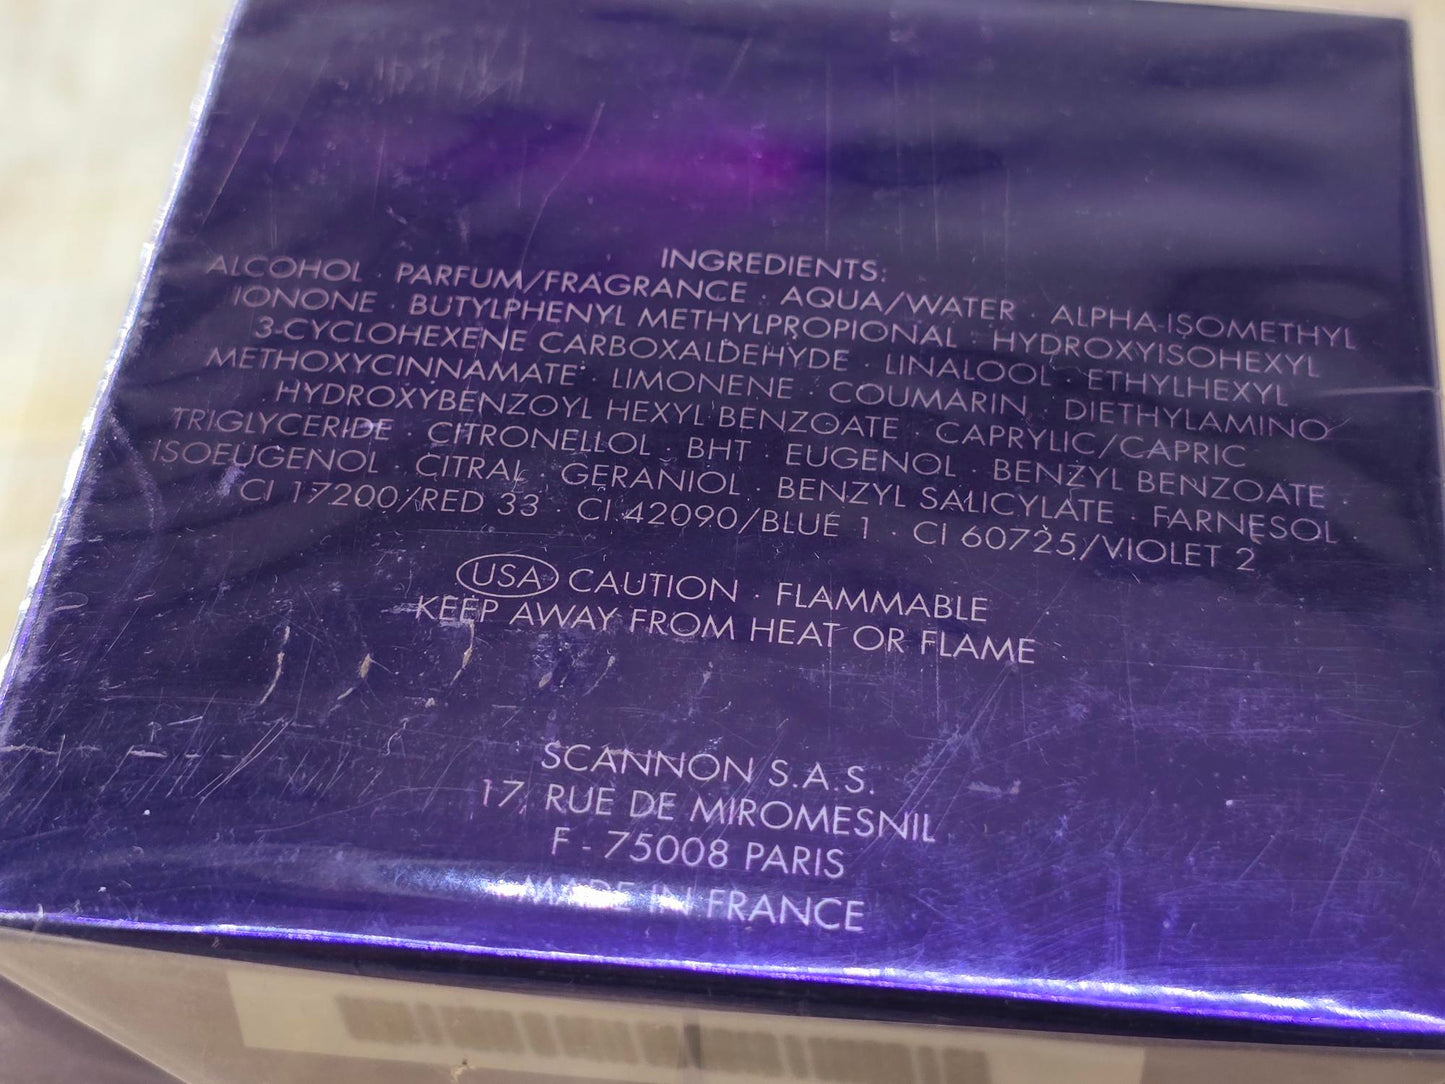 INGREDIENTS:
ALCOHOL · PARFUM/FRAGRANCE · AQUA/WATER · ALPHA-ISOMETHYL
IONONE · BUTYLPHENYL METHYLPROPIONAL · HYDROXYISOHEXYL
3-CYCLOHEXENE CARBOXALDEHYDE · LINALOOL · ETHYLHEXYL
METHOXYCINNAMATE · LIMONENE · COUMARIN · DIETHYLAMINO
HYDROXYBENZOYL HEXYL BENZOATE · CAPRYLIC/CAPRIC
TRIGLYCERIDE · CITRONELLOL · BHT · EUGENOL · BENZYL BENZOATE ·
ISOEUGENOL · CITRAL · GERANIOL · BENZYL SALICYLATE · FARNESOL ·
CI 17200/RED 33 · CI 42090/BLUE 1 · CI 60725/VIOLET 2
USA CAUTION · FLAMMABLE
KEEP AWAY FROM HEAT OR FLAME
SCANNON S.A.S.
17, RUE DE MIROMESNIL
F - 75008 PARIS
MADE IN FRANCE